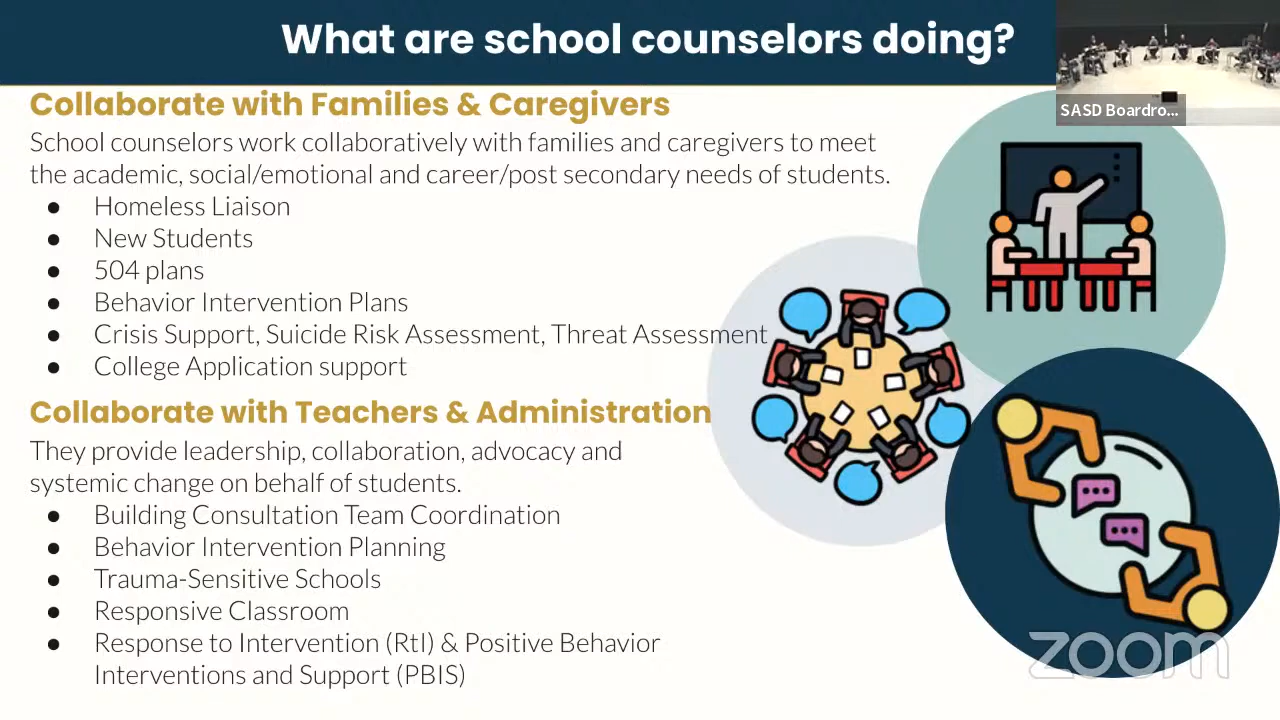 What are school counselors doing?
SASD Boardro...
Collaborate with Families & Caregivers
School counselors work collaboratively with families and caregivers to meet
the academic, social/emotional and career/post secondary needs of students.
● Homeless Liaison
● New Students
● 504 plans
● Behavior Intervention Plans
● Crisis Support, Suicide Risk Assessment, Threat Assessment
● College Application support
Collaborate with Teachers & Administration
They provide leadership, collaboration, advocacy and
systemic change on behalf of students.
● Building Consultation Team Coordination
● Behavior Intervention Planning
● Trauma-Sensitive Schools
● Responsive Classroom
● Response to Intervention (RtI) & Positive Behavior
Interventions and Support (PBIS)
zoom